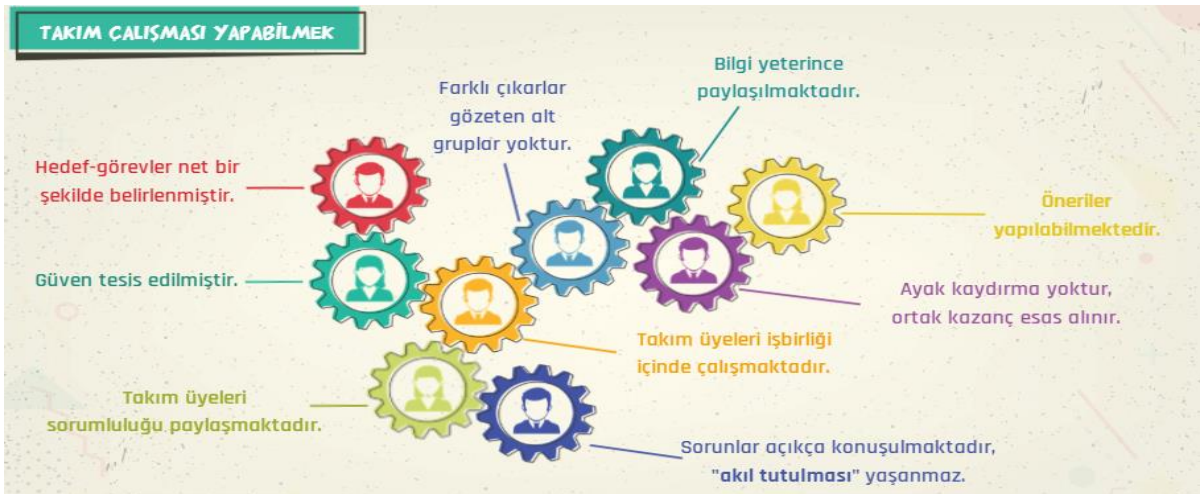 TAKIM ÇALIŞMASI YAPABİLMEK
Hedef-görevler net bir
şekilde belirlenmiştir.
Farklı çıkarlar
gözeten alt
gruplar yoktur.
Bilgi yeterince
paylaşılmaktadır.
Öneriler
yapılabilmektedir.
Güven tesis edilmiştir.
Ayak kaydırma yoktur,
ortak kazanç esas alınır.
Takım üyeleri işbirliği
içinde çalışmaktadır.
Takım üyeleri
sorumluluğu paylaşmaktadır.
Sorunlar açıkça konuşulmaktadır,
"akıl tutulması" yaşanmaz.